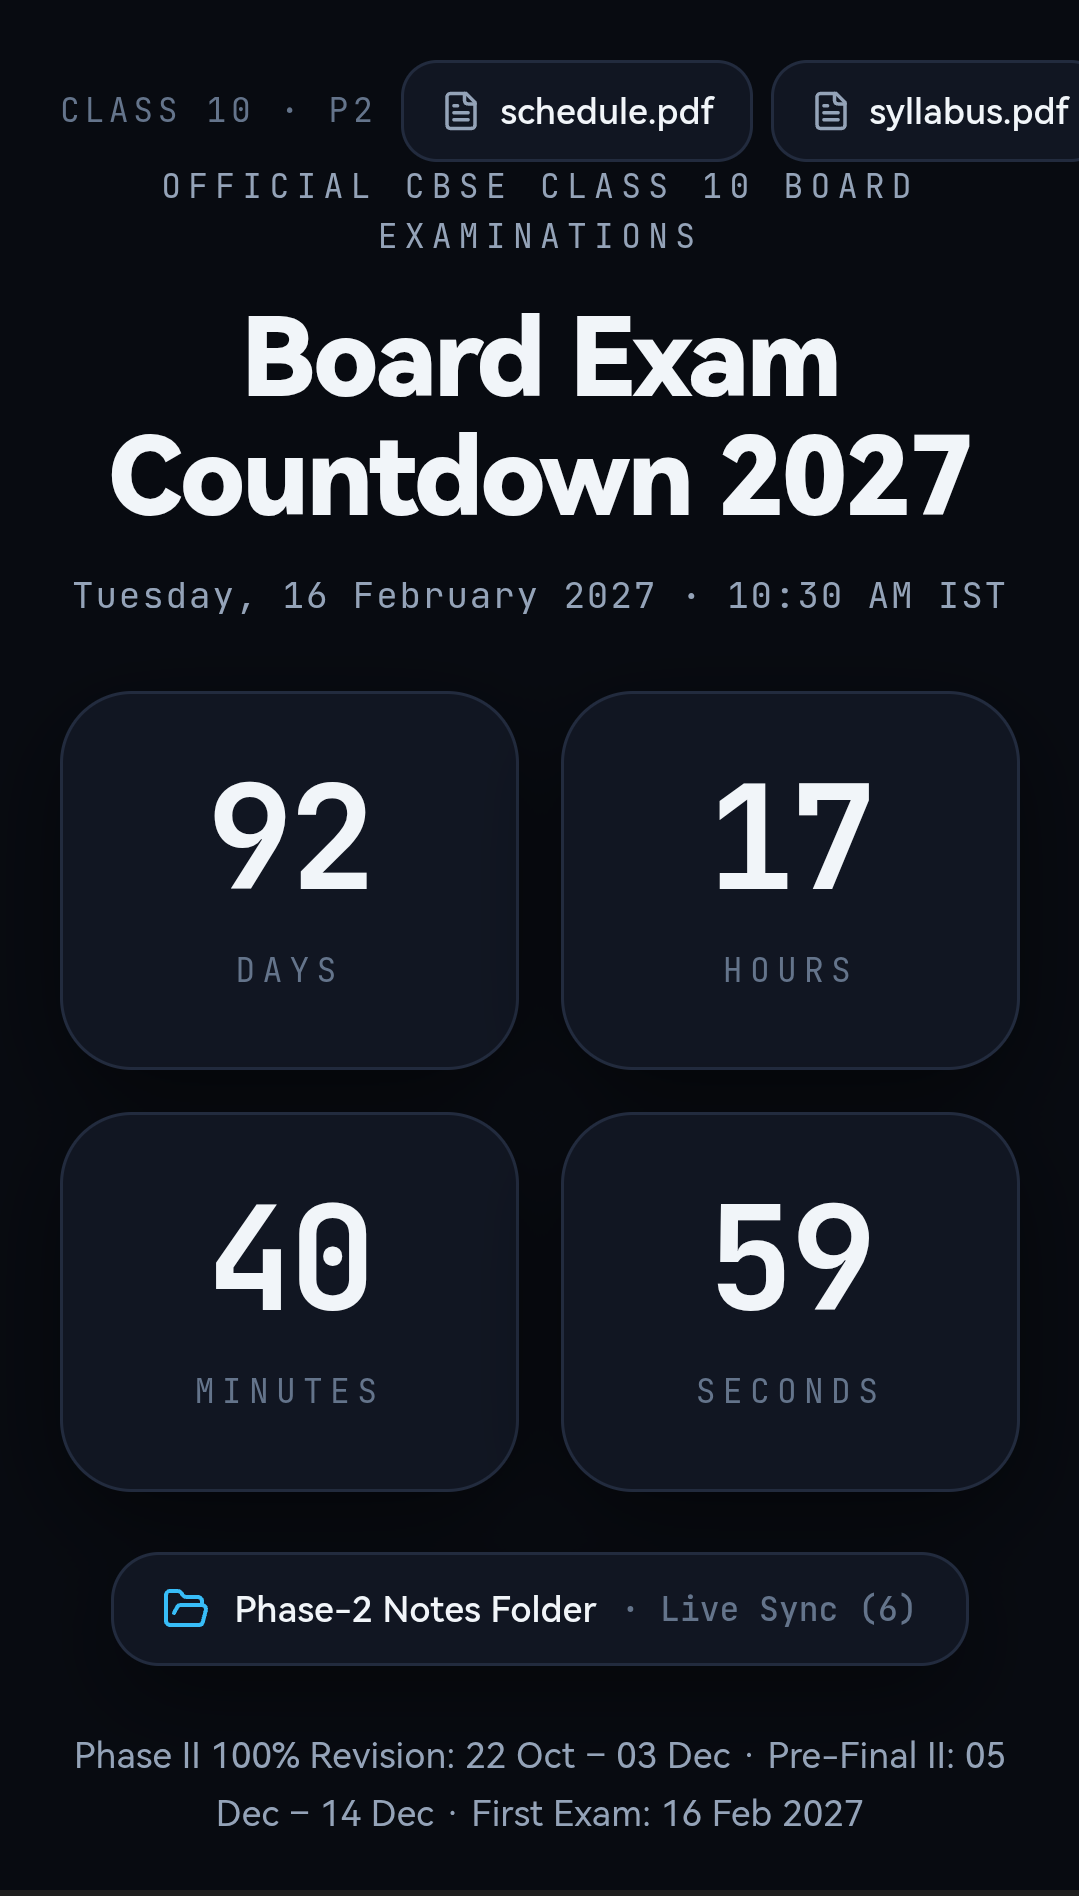 CLASS 10 · P2 schedule.pdf syllabus.pdf
OFFICIAL CBSE CLASS 10 BOARD
EXAMINATIONS
Board Exam
Countdown 2027
Tuesday, 16 February 2027 · 10:30 AM IST
92 17
DAYS HOURS
40 59
MINUTES SECONDS
Phase-2 Notes Folder · Live Sync (6)
Phase II 100% Revision: 22 Oct – 03 Dec · Pre-Final II: 05
Dec – 14 Dec · First Exam: 16 Feb 2027